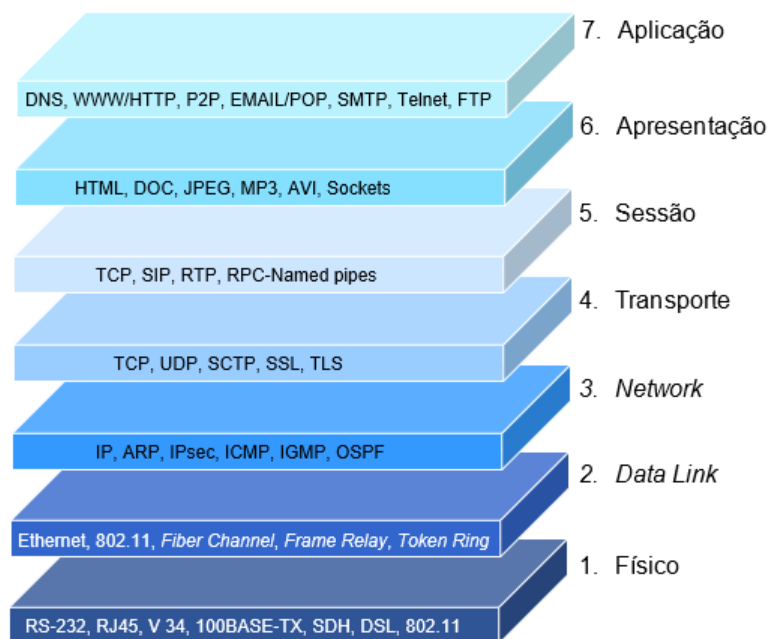 7. Aplicação
DNS, WWW/HTTP, P2P, EMAIL/POP, SMTP, Telnet, FTP
6. Apresentação
HTML, DOC, JPEG, MP3, AVI, Sockets
5. Sessão
TCP, SIP, RTP, RPC-Named pipes
4. Transporte
TCP, UDP, SCTP, SSL, TLS
3. Network
IP, ARP, IPsec, ICMP, IGMP, OSPF
2. Data Link
Ethernet, 802.11, Fiber Channel, Frame Relay, Token Ring
1. Físico
RS-232, RJ45, V 34, 100BASE-TX, SDH, DSL, 802.11